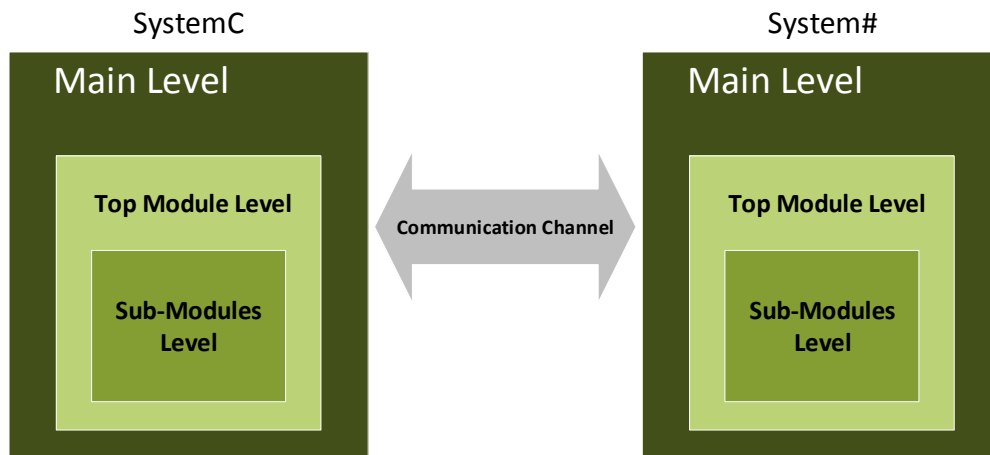 SystemC
System#
Main Level
Main Level
Top Module Level
Top Module Level
Communication Channel
Sub-Modules
Level
Sub-Modules
Level